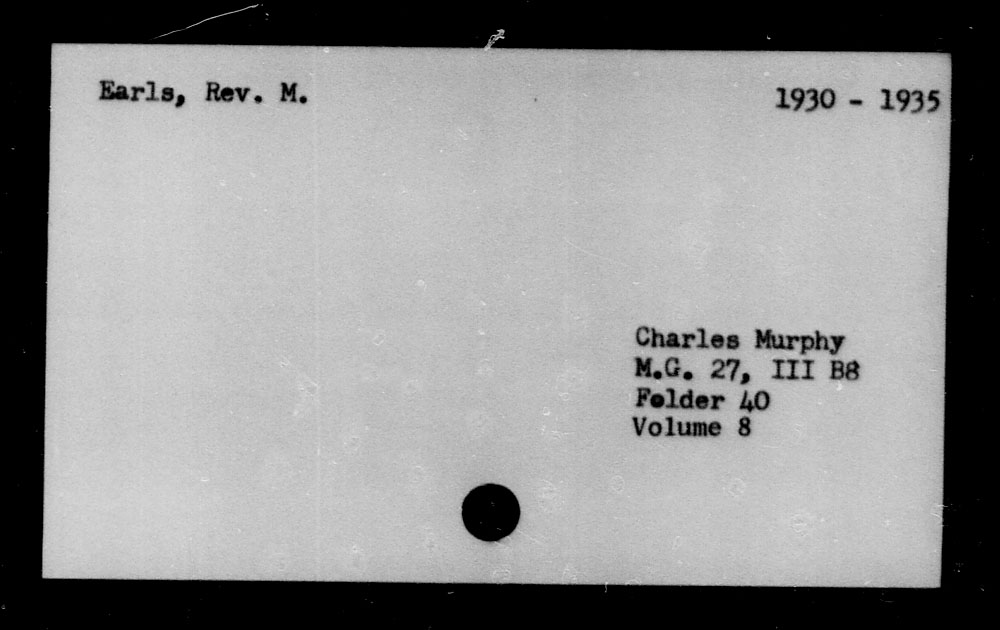 Earls, Rev. M.
1930 - 1935
Charles Murphy
M.G. 27, III B8
Folder 40
Volume 8